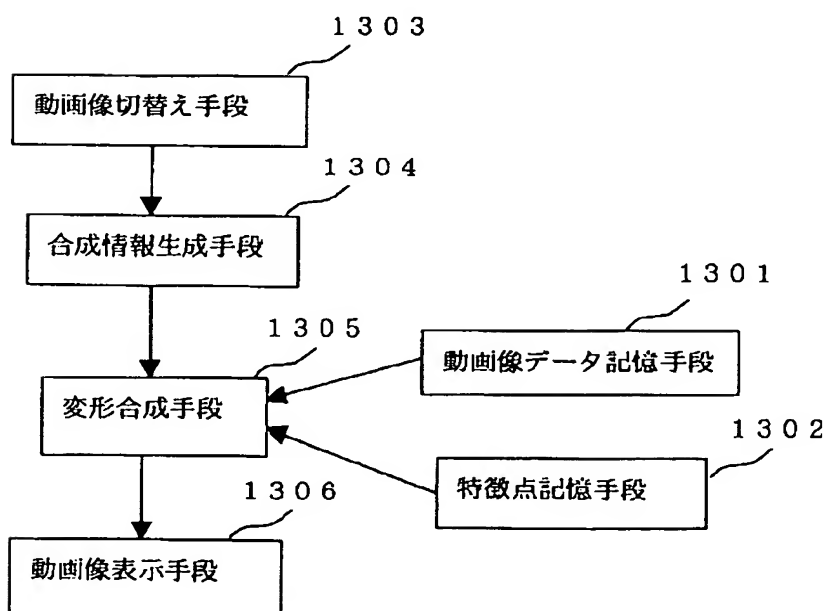 １３０３
動画像切替え手段
１３０４
合成情報生成手段
１３０１
１３０５
動画像データ記憶手段
変形合成手段
１３０２
１３０６
特徴点記憶手段
動画像表示手段